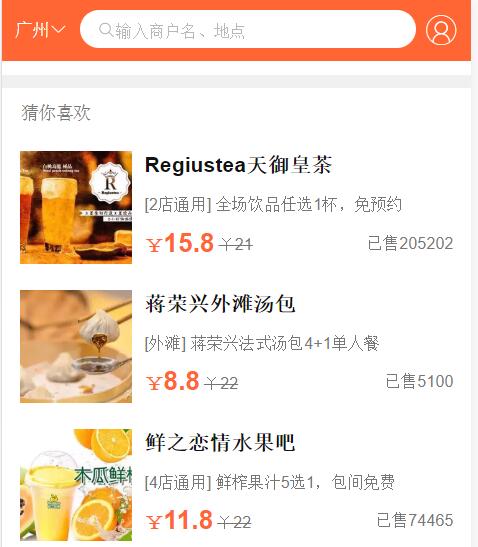 广州
输入商户名、地点
猜你喜欢
Regiustea天御皇茶
[2店通用] 全场饮品任选1杯，免预约
¥15.8 ¥21 已售205202
R
Regiustea
蒋荣兴外滩汤包
[外滩] 蒋荣兴法式汤包4+1单人餐
¥8.8 ¥22 已售5100
鲜之恋情水果吧
[4店通用] 鲜榨果汁5选1，包间免费
¥11.8 ¥22 已售74465
木瓜鲜榨